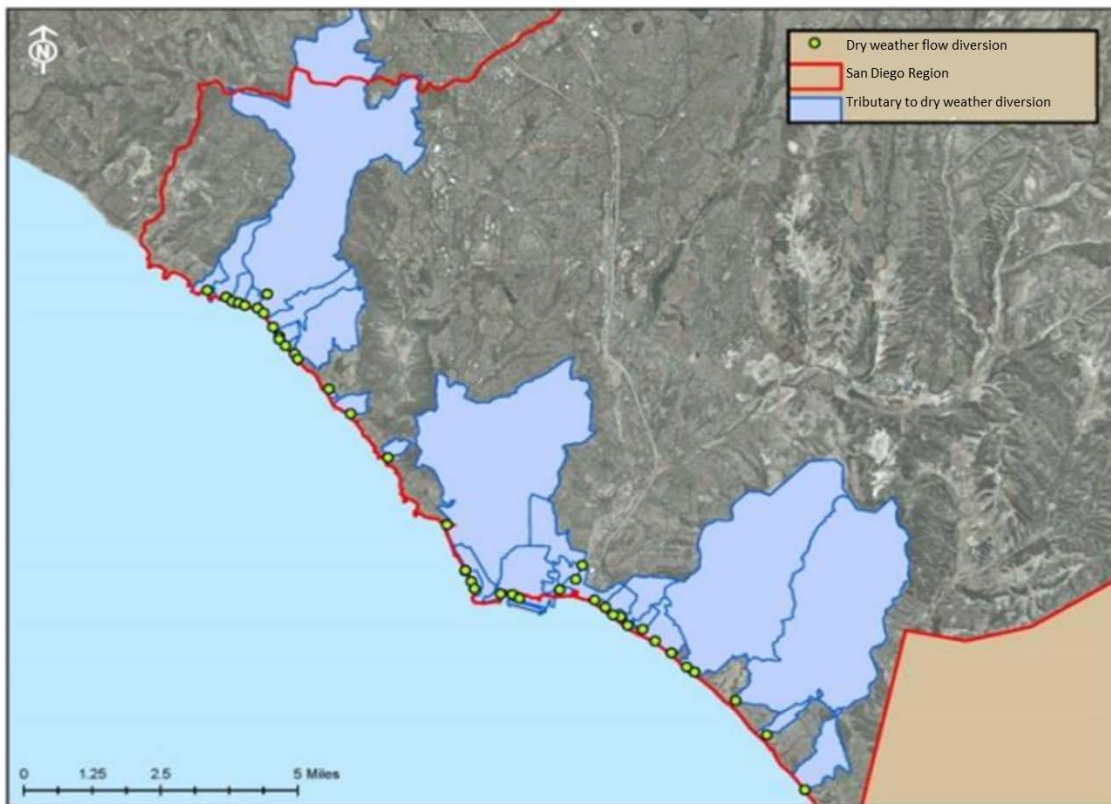 N
Dry weather flow diversion
San Diego Region
Tributary to dry weather diversion
0 1.25 2.5 5 Miles